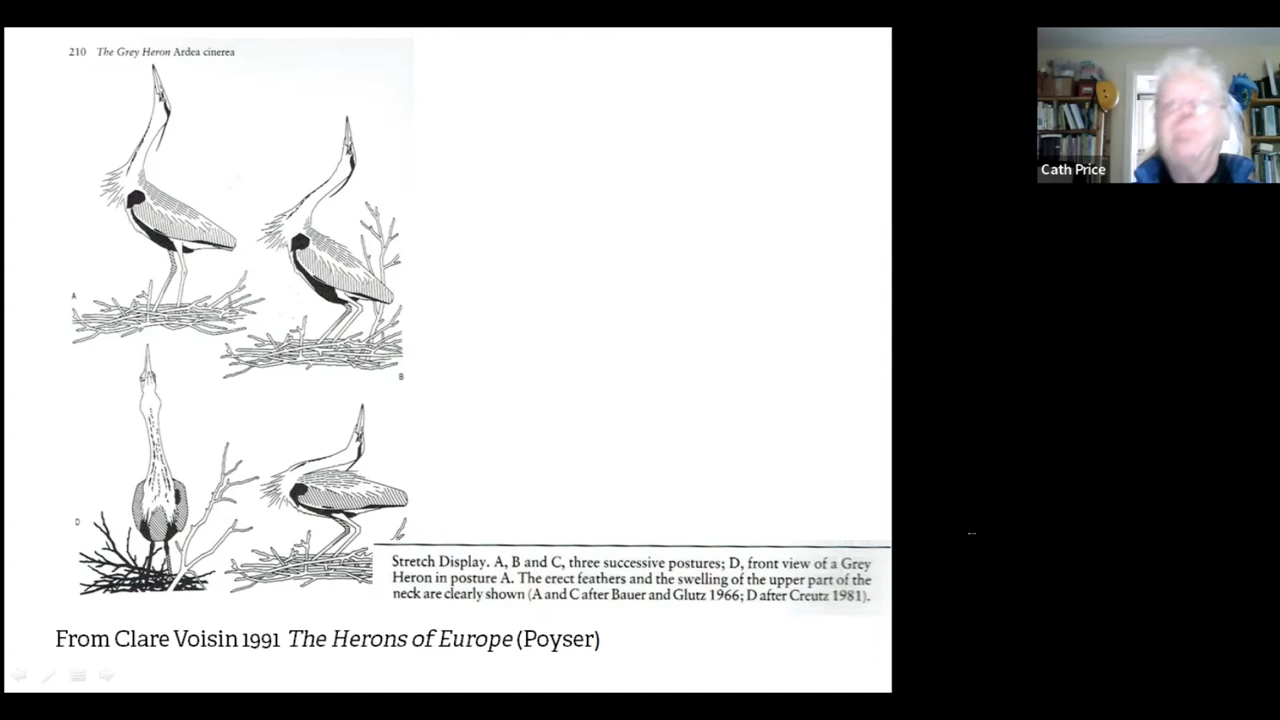 210 The Grey Heron Ardea cinerea
Cath Price
A
B
D
Stretch Display. A, B and C, three successive postures; D, front view of a Grey
Heron in posture A. The erect feathers and the swelling of the upper part of the
neck are clearly shown (A and C after Bauer and Glutz 1966; D after Creutz 1981).
From Clare Voisin 1991 The Herons of Europe (Poyser)